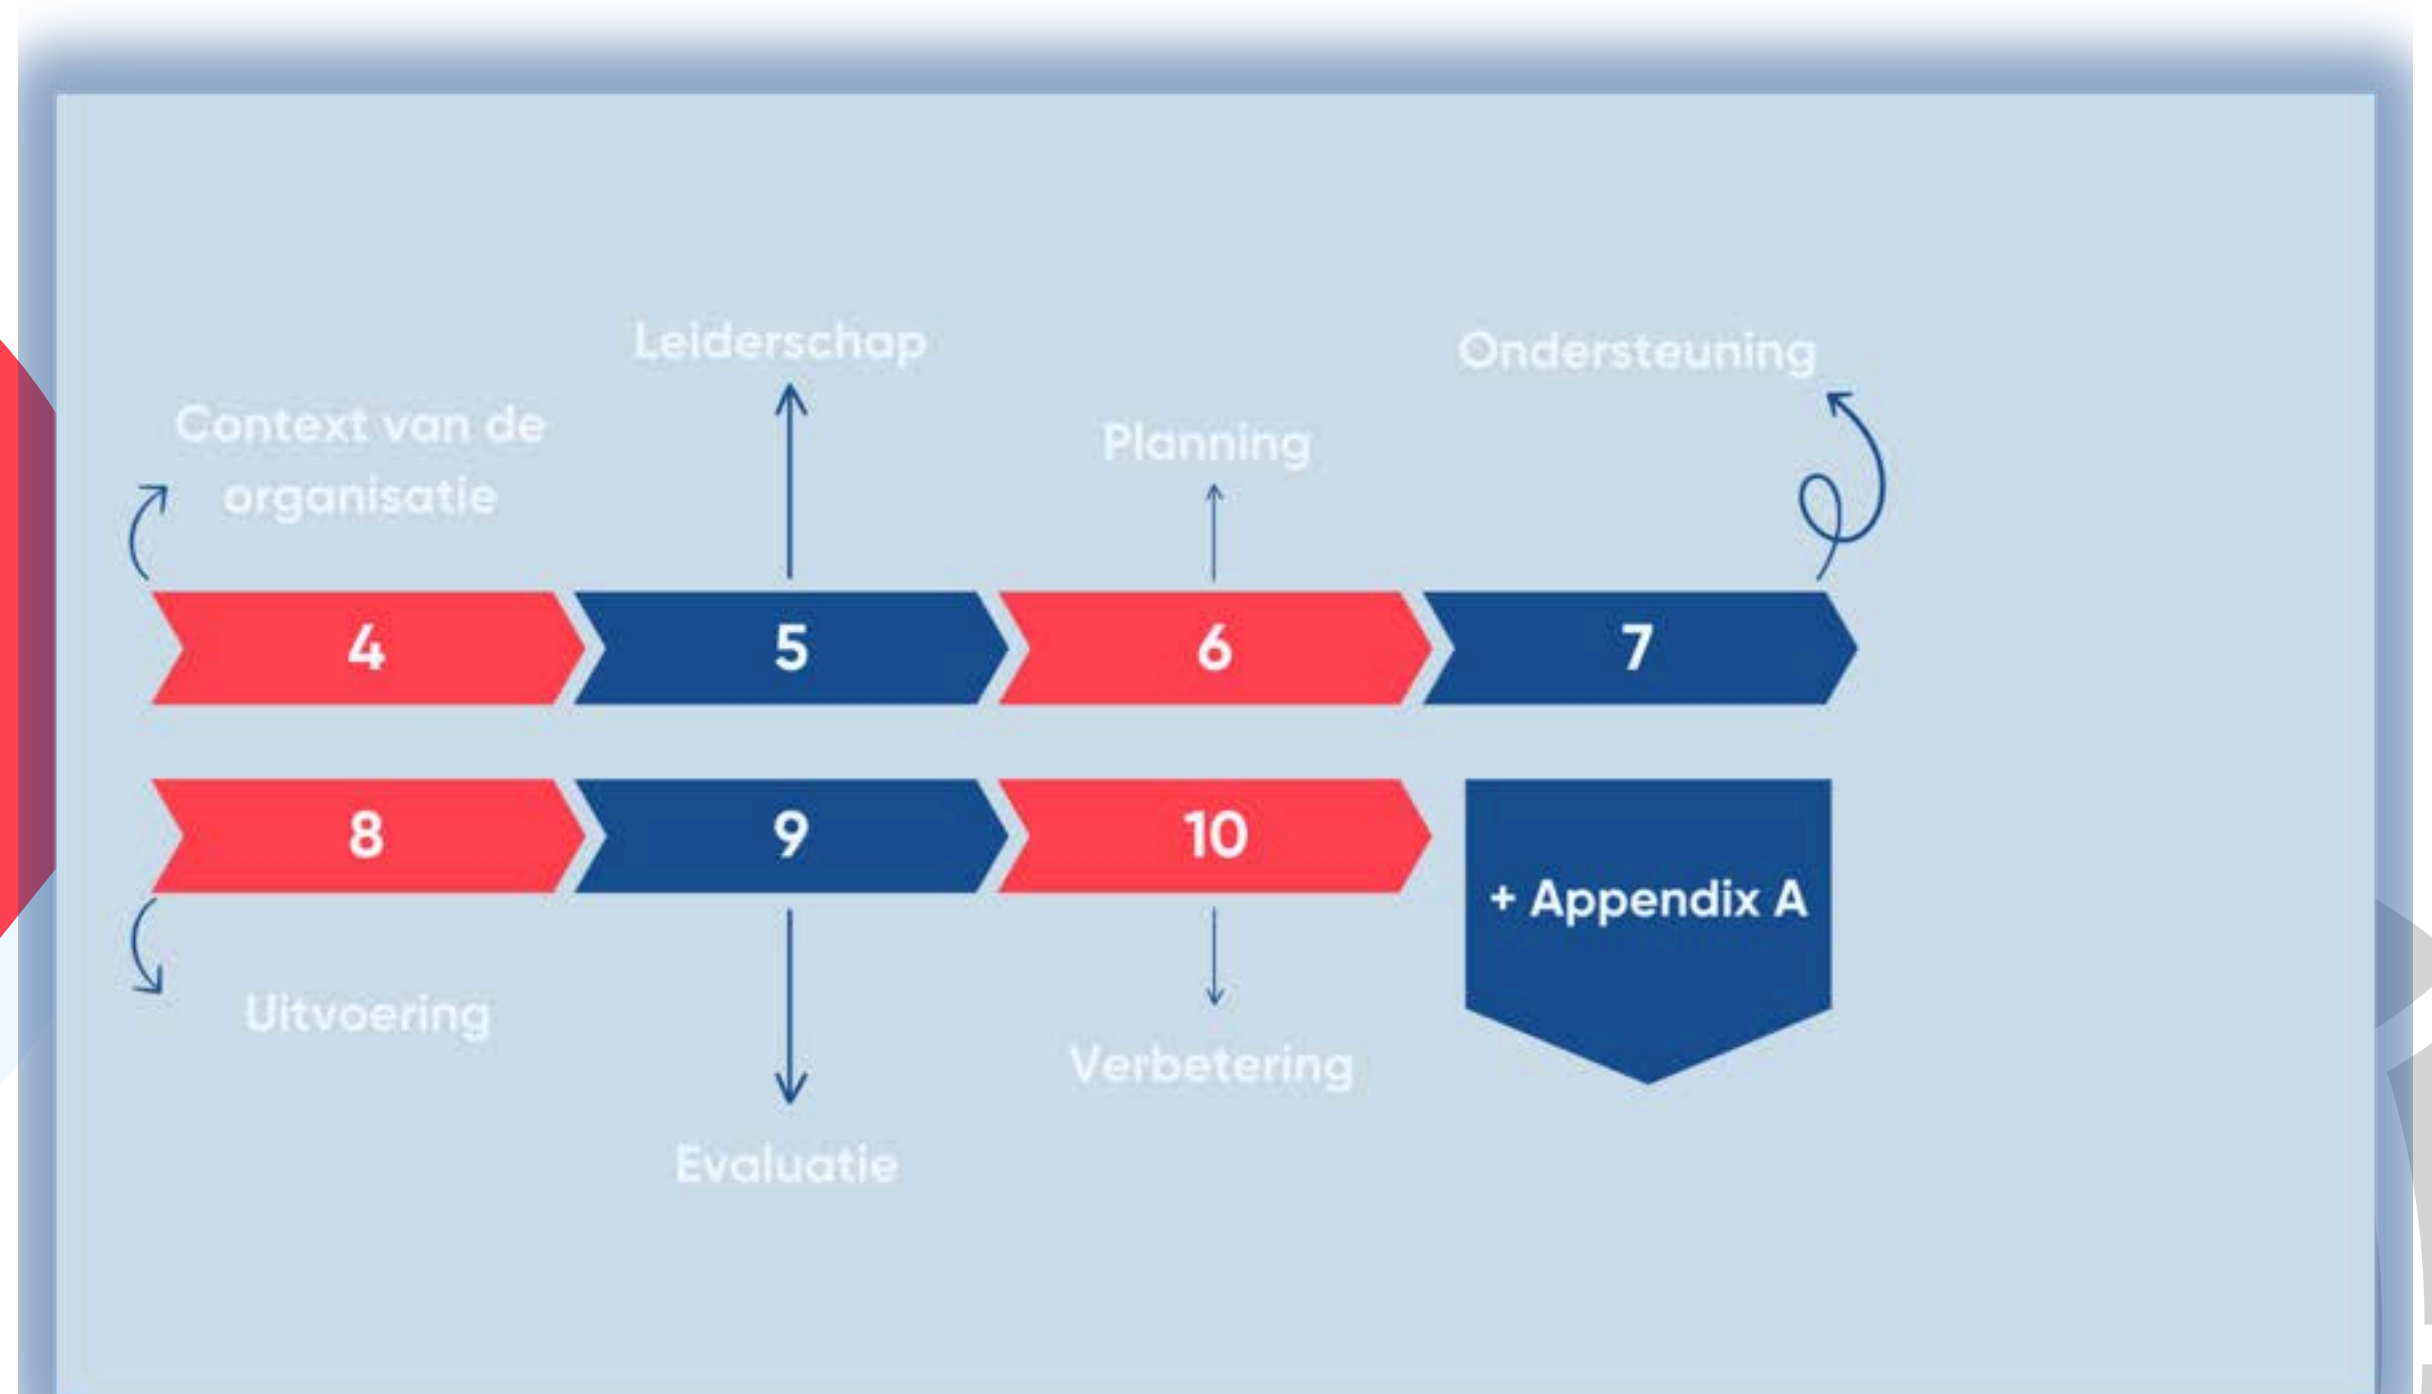 Leiderschap
Ondersteuning
Context van de
organisatie
Planning
4
5
6
7
8
9
10
+ Appendix A
Uitvoering
Verbetering
Evaluatie